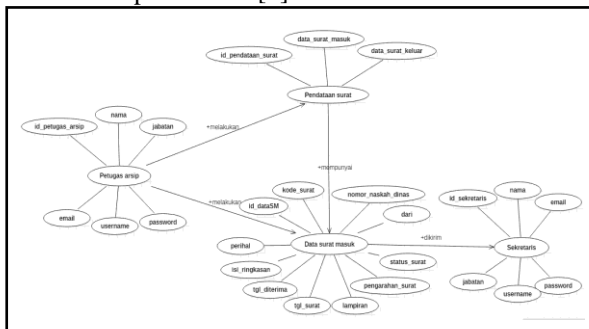 data_surat_masuk
id_pendataan_surat
data_surat_keluar
Pendataan surat
nama
id_petugas_arsip
jabatan
+melakukan
Petugas arsip
+mempunyai
email
username
password
+melakukan
kode_surat
nomor_naskah_dinas
id_dataSM
dari
perihal
Data surat masuk
+dikirim
isi_ringkasan
status_surat
tgl_diterima
pengarahan_surat
tgl_surat
lampiran
nama
id_sekretaris
email
Sekretaris
jabatan
username
password